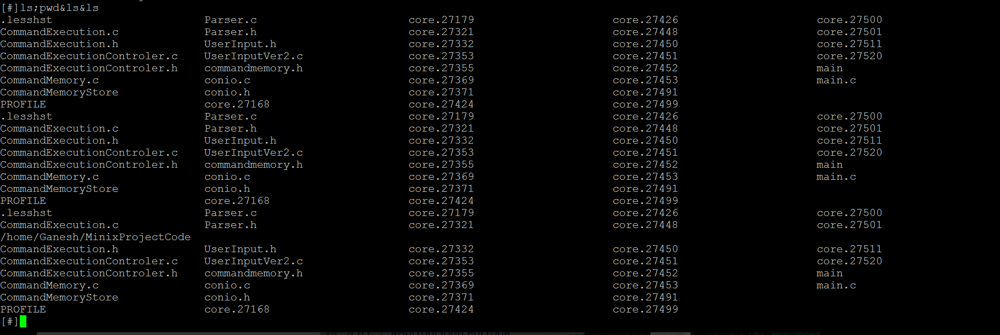 [#]ls;pwd&ls&ls
.lesshst Parser.c core.27179 core.27426 core.27500
CommandExecution.c Parser.h core.27321 core.27448 core.27501
CommandExecution.h UserInput.h core.27332 core.27450 core.27511
CommandExecutionControler.c UserInputVer2.c core.27353 core.27451 core.27520
CommandExecutionControler.h commandmemory.h core.27355 core.27452 main
CommandMemory.c conio.c core.27369 core.27453 main.c
CommandMemoryStore conio.h core.27371 core.27491
PROFILE core.27168 core.27424 core.27499
.lesshst Parser.c core.27179 core.27426 core.27500
CommandExecution.c Parser.h core.27321 core.27448 core.27501
CommandExecution.h UserInput.h core.27332 core.27450 core.27511
CommandExecutionControler.c UserInputVer2.c core.27353 core.27451 core.27520
CommandExecutionControler.h commandmemory.h core.27355 core.27452 main
CommandMemory.c conio.c core.27369 core.27453 main.c
CommandMemoryStore conio.h core.27371 core.27491
PROFILE core.27168 core.27424 core.27499
.lesshst Parser.c core.27179 core.27426 core.27500
CommandExecution.c Parser.h core.27321 core.27448 core.27501
/home/Ganesh/MinixProjectCode
CommandExecution.h UserInput.h core.27332 core.27450 core.27511
CommandExecutionControler.c UserInputVer2.c core.27353 core.27451 core.27520
CommandExecutionControler.h commandmemory.h core.27355 core.27452 main
CommandMemory.c conio.c core.27369 core.27453 main.c
CommandMemoryStore conio.h core.27371 core.27491
PROFILE core.27168 core.27424 core.27499
[#]